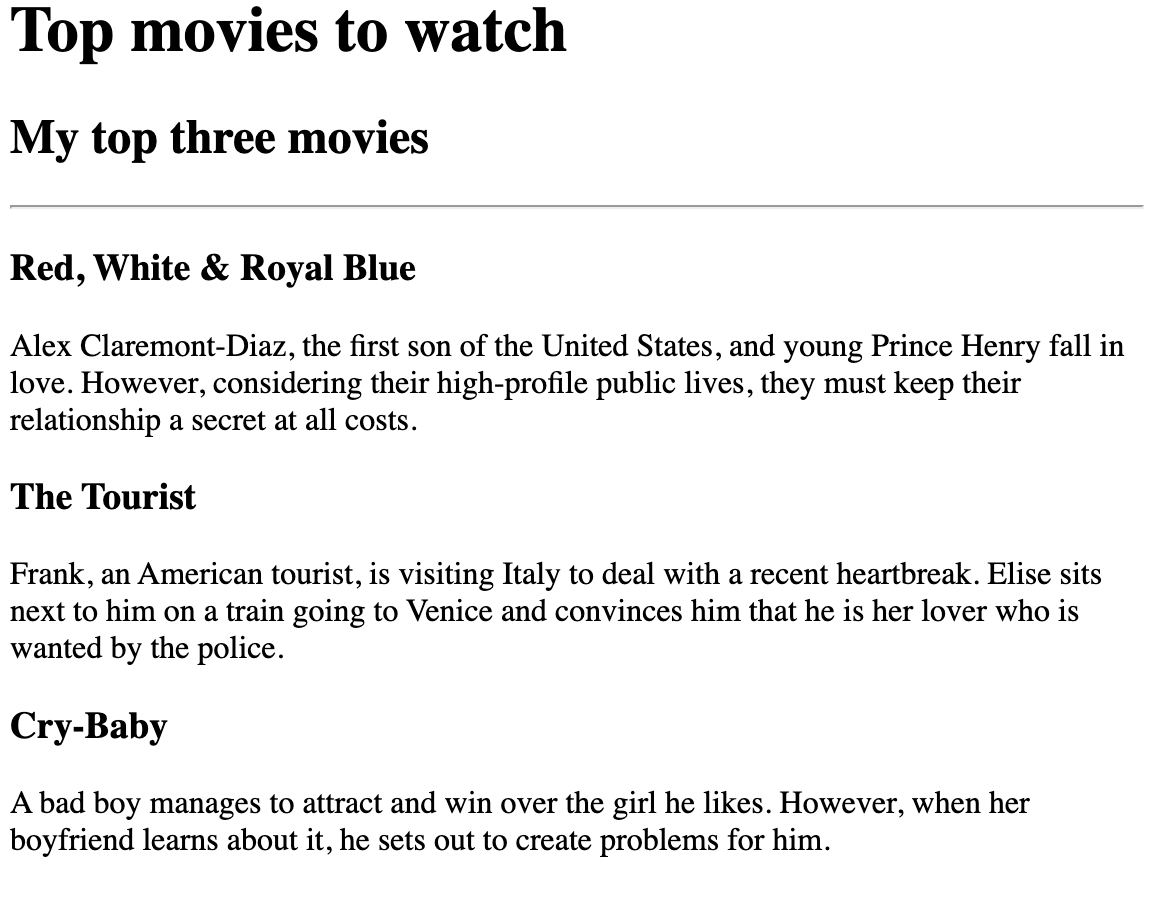 Top movies to watch
My top three movies
Red, White & Royal Blue
Alex Claremont-Diaz, the first son of the United States, and young Prince Henry fall in
love. However, considering their high-profile public lives, they must keep their
relationship a secret at all costs.
The Tourist
Frank, an American tourist, is visiting Italy to deal with a recent heartbreak. Elise sits
next to him on a train going to Venice and convinces him that he is her lover who is
wanted by the police.
Cry-Baby
A bad boy manages to attract and win over the girl he likes. However, when her
boyfriend learns about it, he sets out to create problems for him.